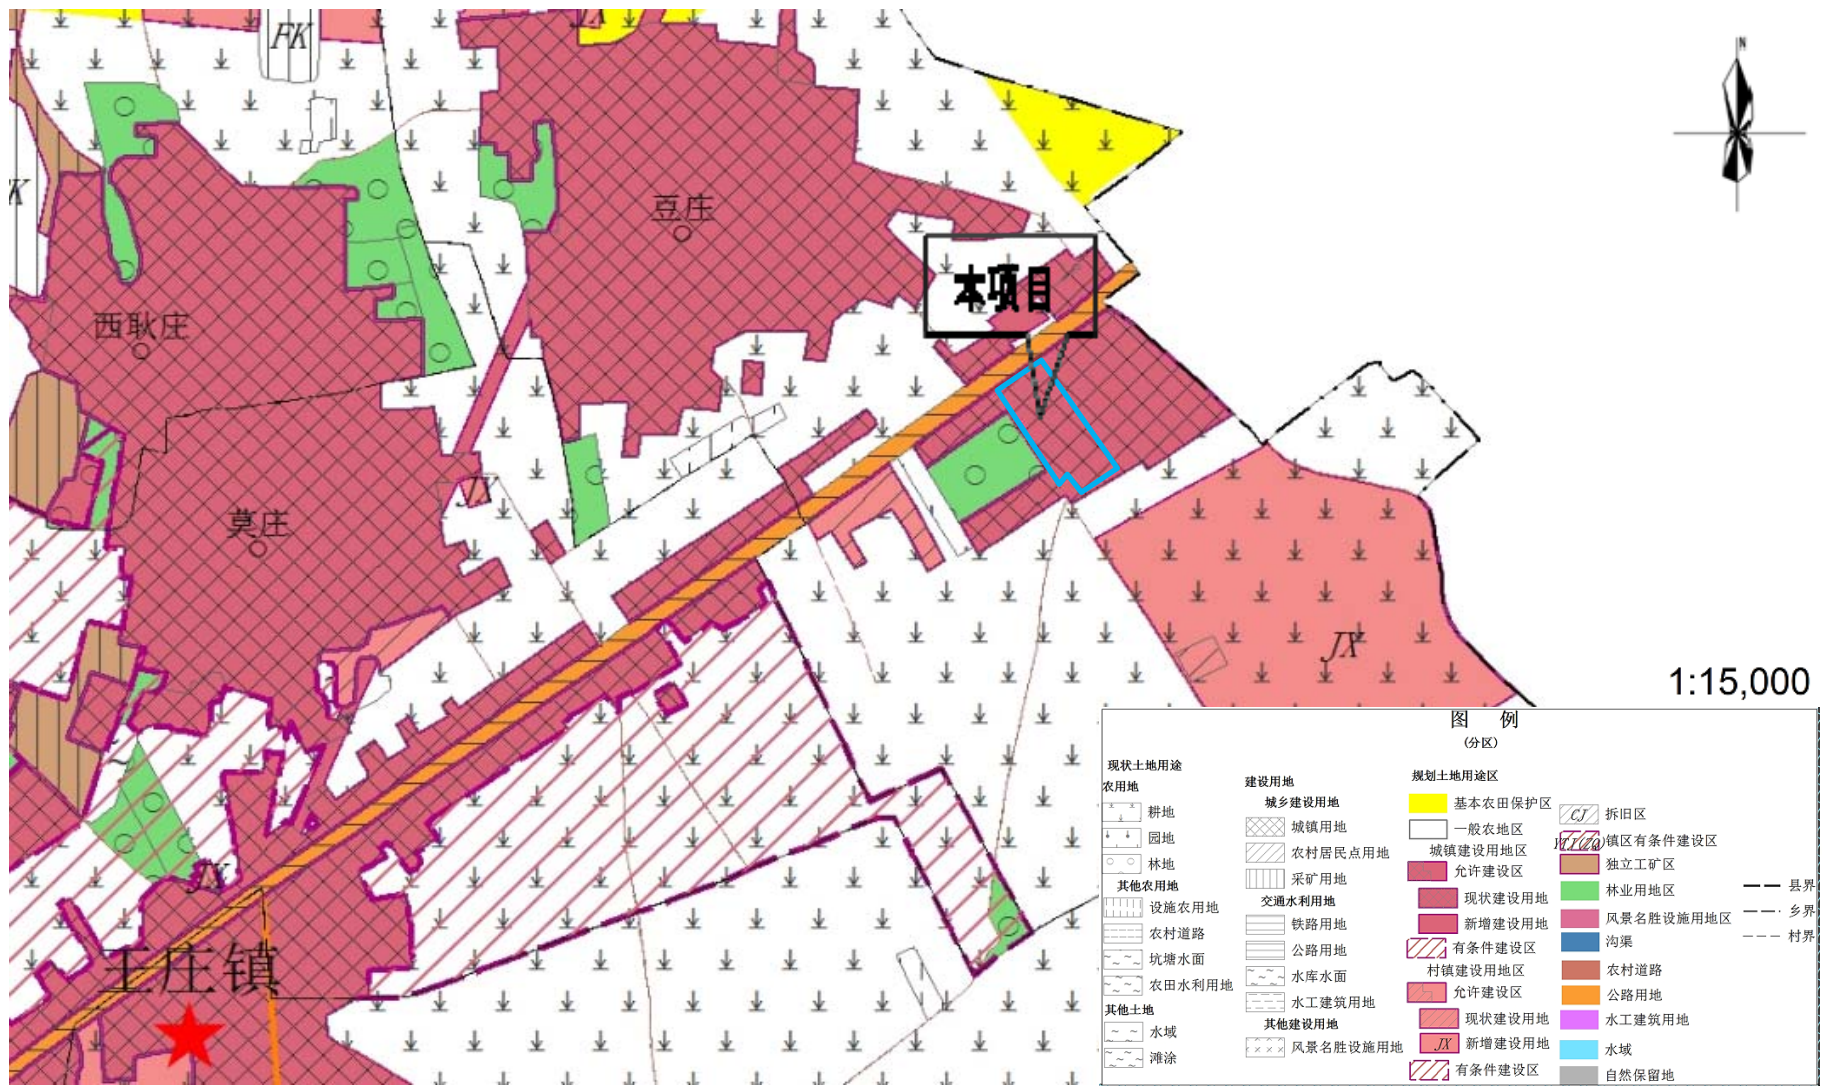 JX
FK
N
K
豆庄
本项目
西耿庄
JX
莫庄
JX
1:15,000
JX
王庄镇
图 例
(分区)
现状土地用途
农用地
耕地
园地
林地
其他农用地
设施农用地
农村道路
坑塘水面
农田水利用地
其他土地
水域
滩涂
建设用地
城乡建设用地
城镇用地
农村居民点用地
采矿用地
交通水利用地
铁路用地
公路用地
水库水面
水工建筑用地
其他建设用地
风景名胜设施用地
规划土地用途区
基本农田保护区
一般农地区
城镇建设用地区
允许建设区
现状建设用地
新增建设用地
有条件建设区
村镇建设用地区
允许建设区
现状建设用地
JX 新增建设用地
有条件建设区
CJ 拆旧区
镇区有条件建设区
独立工矿区
林业用地区
风景名胜设施用地区
沟渠
农村道路
公路用地
水工建筑用地
水域
自然保留地
县界
乡界
村界